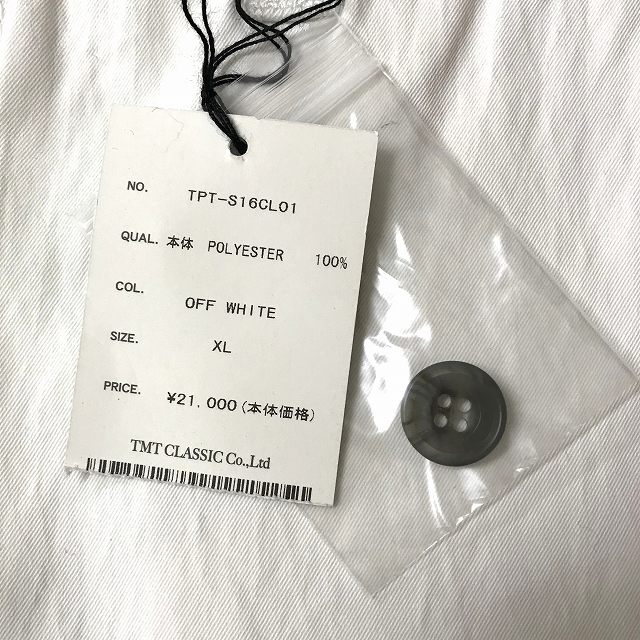 NO. TPT-S16CL01
QUAL. 本体 POLYESTER 100%
COL. OFF WHITE
SIZE. XL
PRICE. ¥21,000(本体価格)
TMT CLASSIC Co.,Ltd